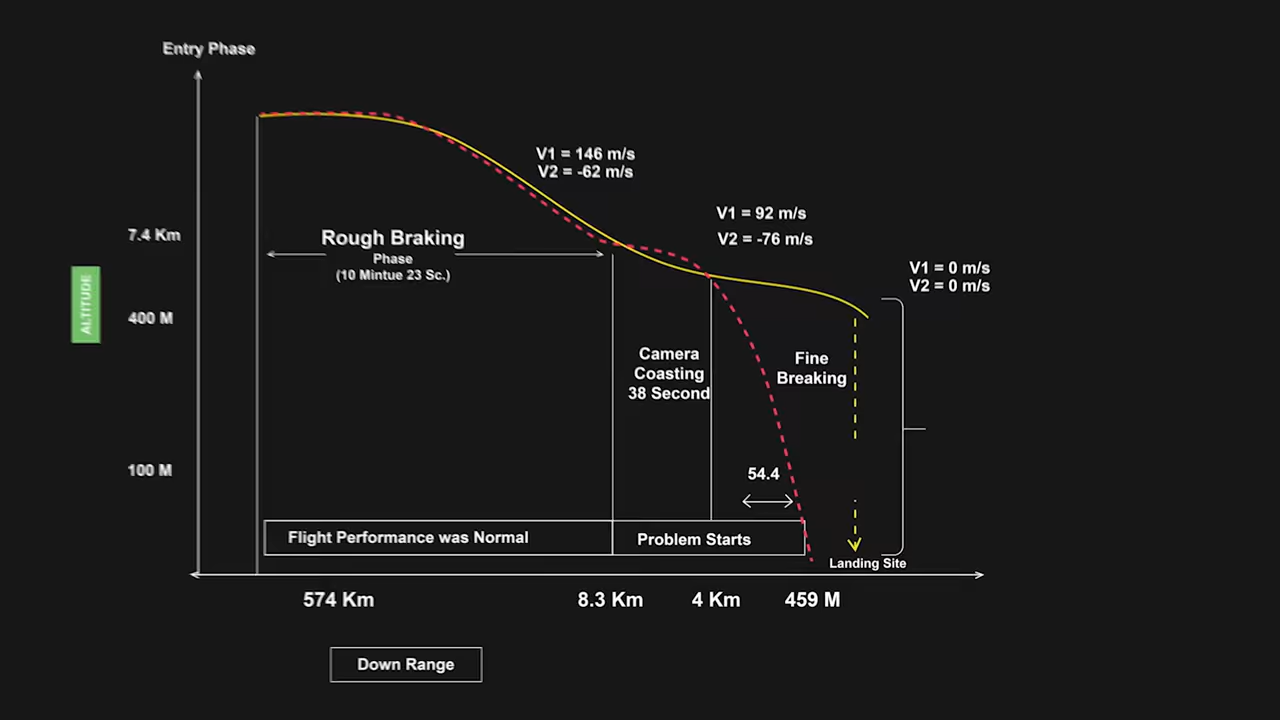 Entry Phase
V1 = 146 m/s
V2 = -62 m/s
V1 = 92 m/s
V2 = -76 m/s
7.4 Km
Rough Braking
Phase
(10 Mintue 23 Sc.)
V1 = 0 m/s
V2 = 0 m/s
ALTITUDE
400 M
Camera
Coasting
38 Second
Fine
Breaking
100 M
54.4
Flight Performance was Normal
Problem Starts
Landing Site
574 Km
8.3 Km
4 Km
459 M
Down Range